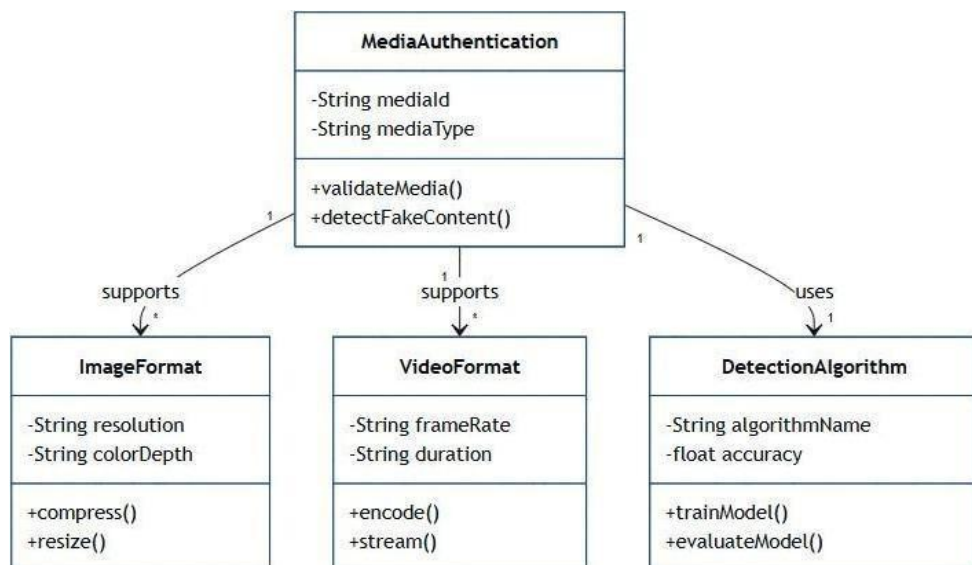 MediaAuthentication
-String mediaId
-String mediaType
+validateMedia()
+detectFakeContent()
1
1
1
supports
supports
uses
*
*
1
ImageFormat
-String resolution
-String colorDepth
+compress()
+resize()
VideoFormat
-String frameRate
-String duration
+encode()
+stream()
DetectionAlgorithm
-String algorithmName
-float accuracy
+trainModel()
+evaluateModel()